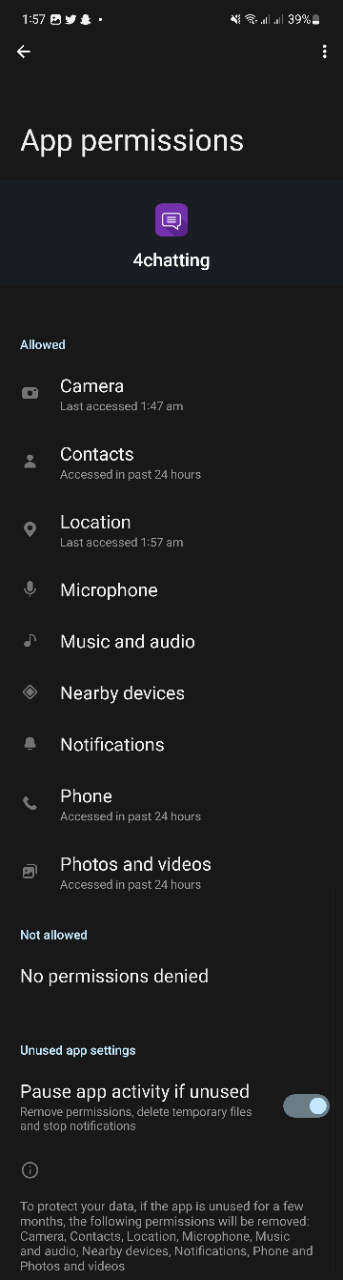 1:57
39%
App permissions
4chatting
Allowed
Camera
Last accessed 1:47 am
Contacts
Accessed in past 24 hours
Location
Last accessed 1:57 am
Microphone
Music and audio
Nearby devices
Notifications
Phone
Accessed in past 24 hours
Photos and videos
Accessed in past 24 hours
Not allowed
No permissions denied
Unused app settings
Pause app activity if unused
Remove permissions, delete temporary files
and stop notifications
To protect your data, if the app is unused for a few
months, the following permissions will be removed:
Camera, Contacts, Location, Microphone, Music
and audio, Nearby devices, Notifications, Phone and
Photos and videos